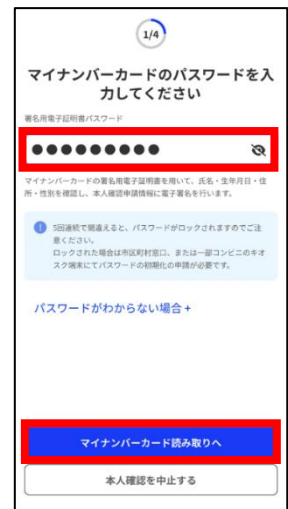 1/4
マイナンバーカードのパスワードを入
力してください
署名用電子証明書パスワード
●●●●●●●●●
マイナンバーカードの署名用電子証明書を用いて、氏名・生年月日・住
所・性別を確認し、本人確認申請情報に電子署名を行います。
5回連続で間違えると、パスワードがロックされますのでご注
意ください。
ロックされた場合は市区町村窓口、または一部コンビニのキオ
スク端末にてパスワードの初期化の申請が必要です。
パスワードがわからない場合 +
マイナンバーカード読み取りへ
本人確認を中止する